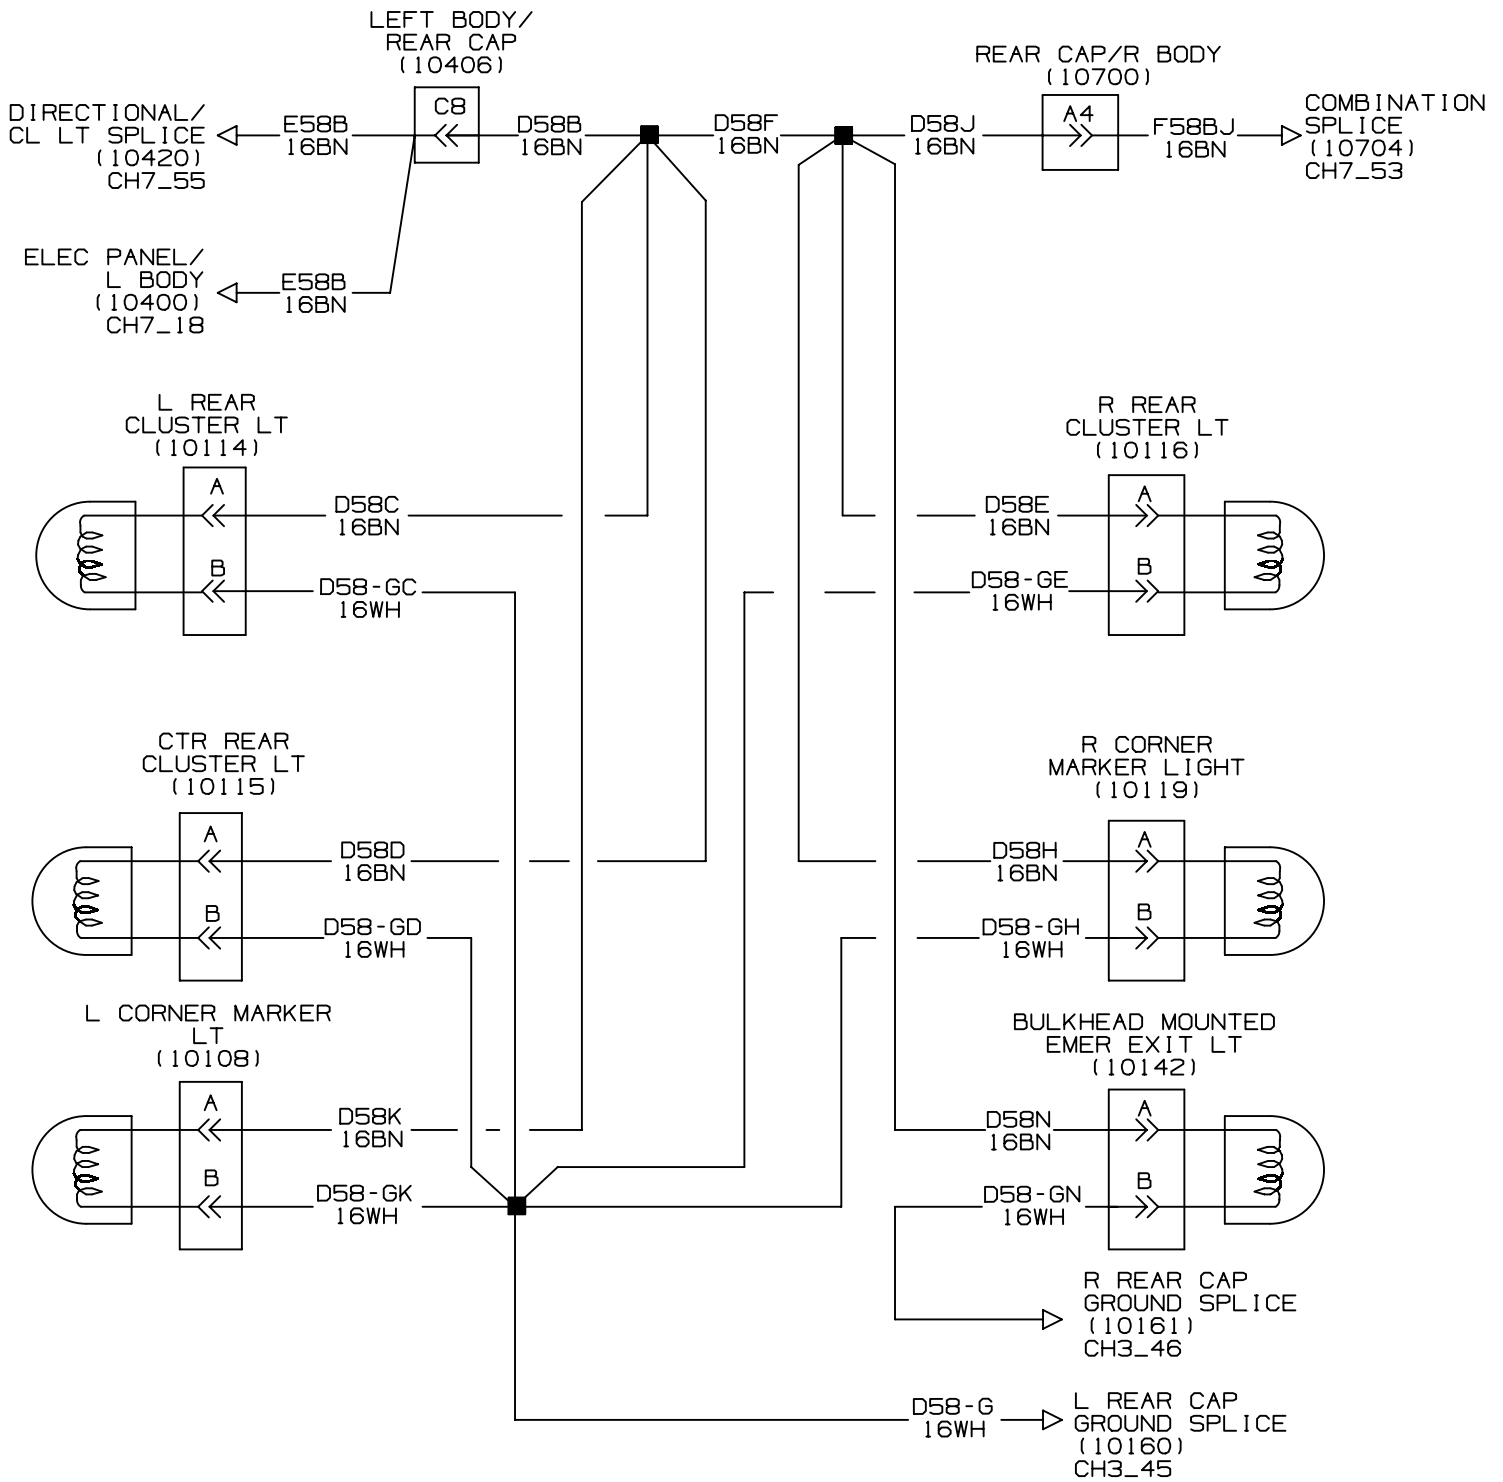 LEFT BODY/
REAR CAP
(10406)
C8
REAR CAP/R BODY
(10700)
A4
DIRECTIONAL/
CL LT SPLICE
(10420)
CH7_55
E58B
16BN
D58B
16BN
D58F
16BN
D58J
16BN
F58BJ
16BN
COMBINATION
SPLICE
(10704)
CH7_53
ELEC PANEL/
L BODY
(10400)
CH7_18
E58B
16BN
L REAR
CLUSTER LT
(10114)
A
D58C
16BN
B
D58-GC
16WH
R REAR
CLUSTER LT
(10116)
D58E
16BN
A
D58-GE
16WH
B
CTR REAR
CLUSTER LT
(10115)
A
D58D
16BN
B
D58-GD
16WH
R CORNER
MARKER LIGHT
(10119)
D58H
16BN
A
D58-GH
16WH
B
L CORNER MARKER
LT
(10108)
A
D58K
16BN
B
D58-GK
16WH
BULKHEAD MOUNTED
EMER EXIT LT
(10142)
D58N
16BN
A
D58-GN
16WH
B
R REAR CAP
GROUND SPLICE
(10161)
CH3_46
D58-G
16WH
L REAR CAP
GROUND SPLICE
(10160)
CH3_45